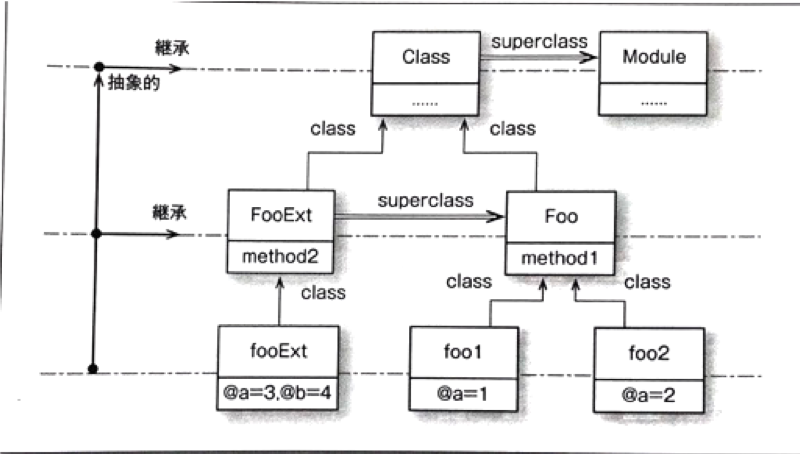 継承
抽象的
Class
......
superclass
Module
......
class
class
継承
FooExt
method2
superclass
Foo
method1
class
class
class
fooExt
@a=3,@b=4
foo1
@a=1
foo2
@a=2